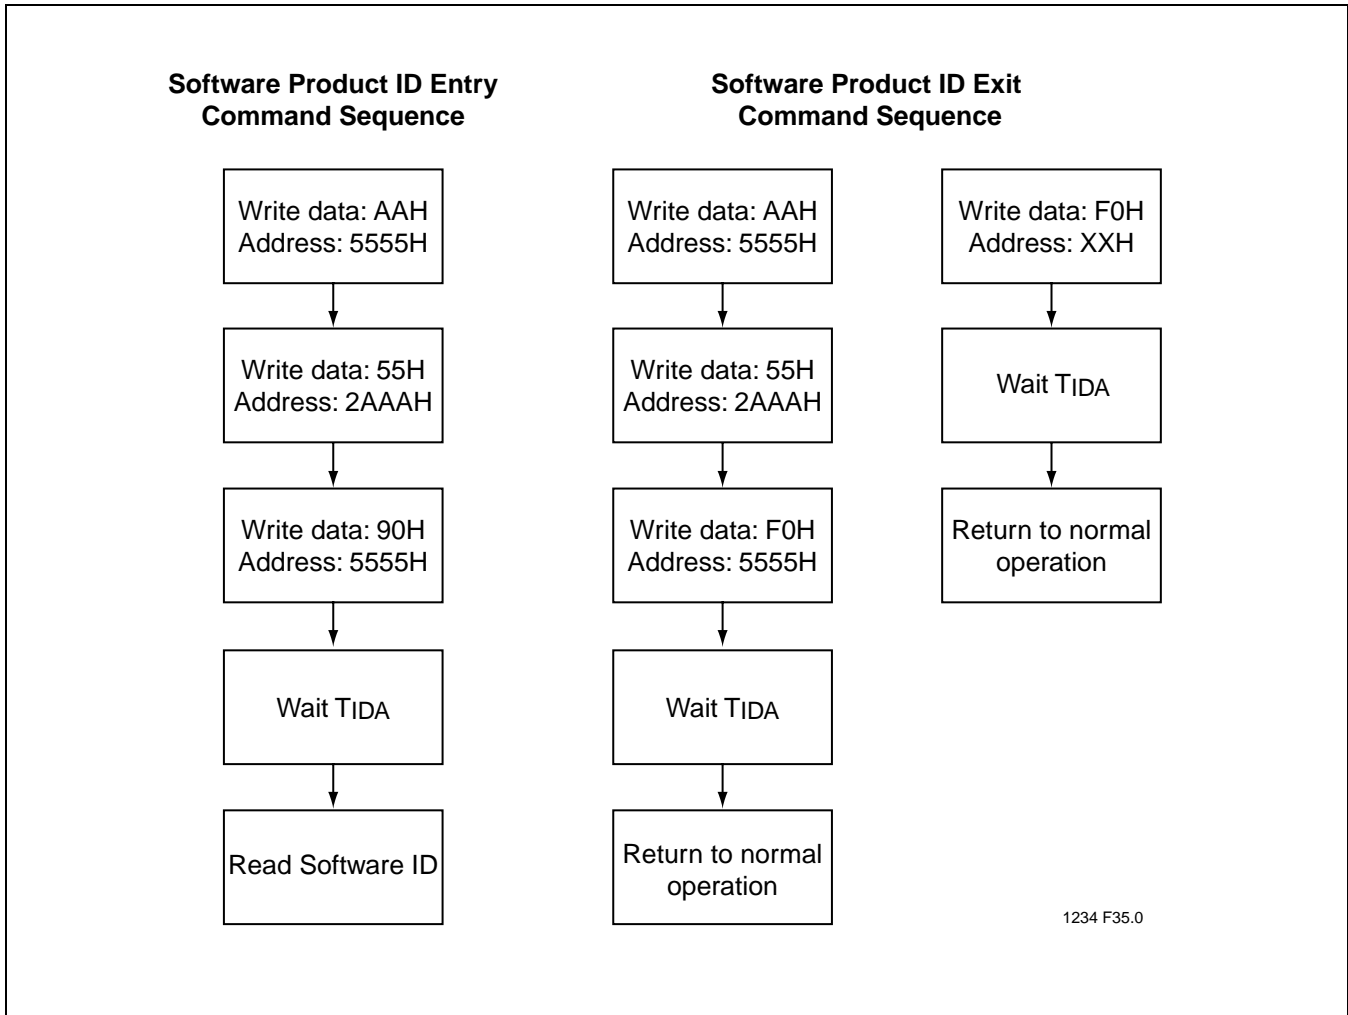 Software Product ID Entry
Command Sequence
Write data: AAH
Address: 5555H
Write data: 55H
Address: 2AAAH
Write data: 90H
Address: 5555H
Wait TIDA
Read Software ID
Software Product ID Exit
Command Sequence
Write data: AAH
Address: 5555H
Write data: 55H
Address: 2AAAH
Write data: F0H
Address: 5555H
Wait TIDA
Return to normal
operation
Write data: F0H
Address: XXH
Wait TIDA
Return to normal
operation
1234 F35.0